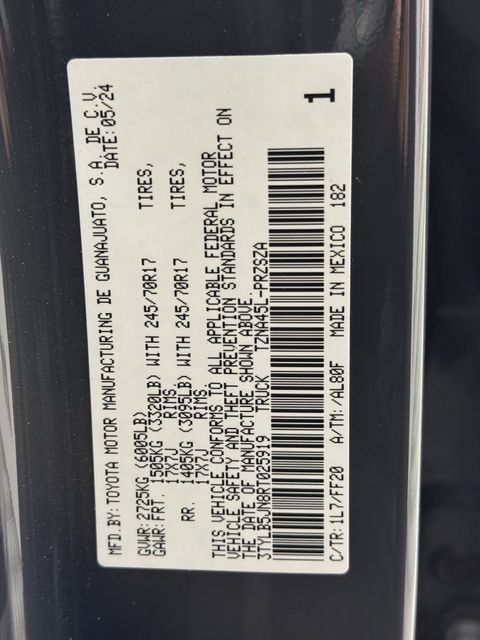 MFD.BY: TOYOTA MOTOR MANUFACTURING DE GUANAJUATO, S.A. DE C.V.
DATE: 05/24
GVWR: 2725KG (6005LB)
GAWR: FRT. 1505KG (3320LB) WITH 245/70R17 TIRES,
17X7J RIMS.
RR. 1405KG (3095LB) WITH 245/70R17 TIRES,
17X7J RIMS.
THIS VEHICLE CONFORMS TO ALL APPLICABLE FEDERAL MOTOR
VEHICLE SAFETY AND THEFT PREVENTION STANDARDS IN EFFECT ON
THE DATE OF MANUFACTURE SHOWN ABOVE.
3TYLB5JN8RT025919 TRUCK TZNA45L-PRZSZA
C/TR: 1L7/FF20 A/TM: /AL80F MADE IN MEXICO 182
1